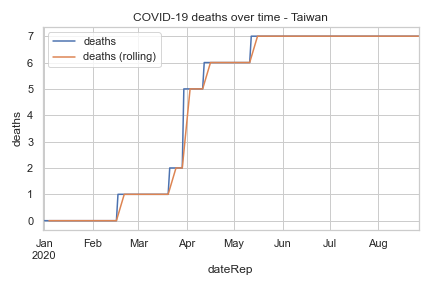 COVID-19 deaths over time - Taiwan
deaths
deaths (rolling)
7
6
5
4
3
2
1
0
deaths
Jan Feb Mar Apr May Jun Jul Aug
2020
dateRep